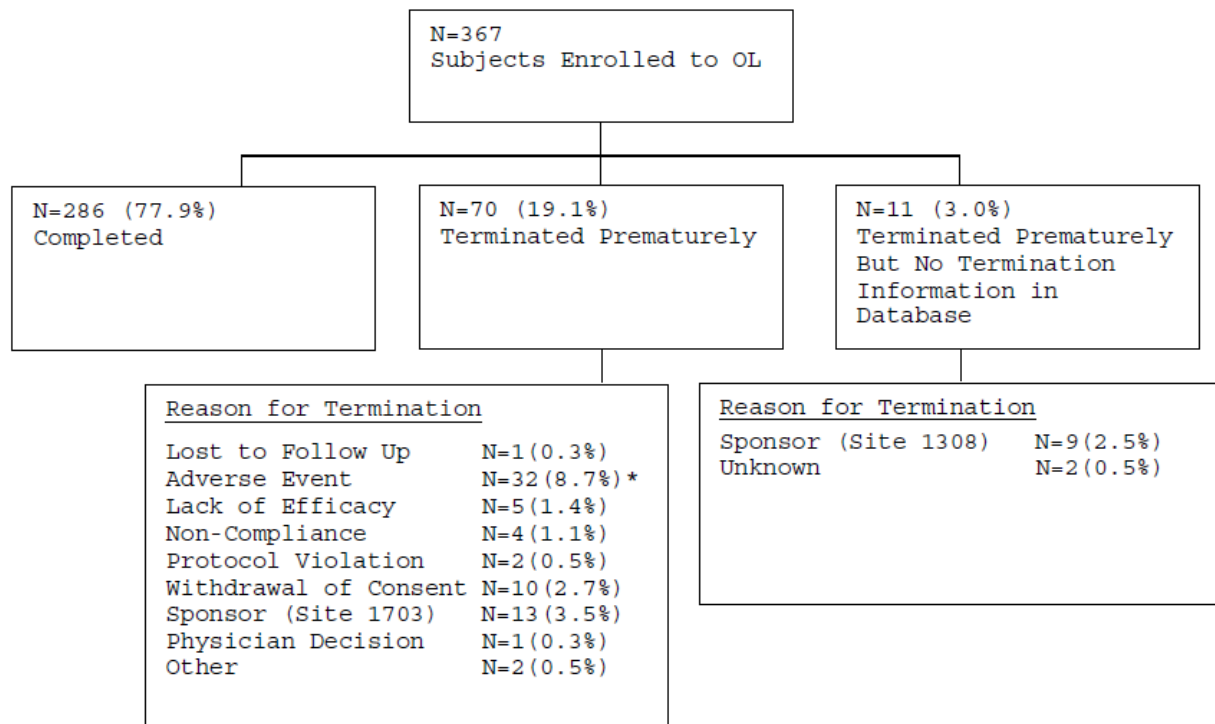 N=367
Subjects Enrolled to OL
N=286 (77.9%)
Completed
N=70 (19.1%)
Terminated Prematurely
N=11 (3.0%)
Terminated Prematurely
But No Termination
Information in
Database
Reason for Termination
Lost to Follow Up N=1(0.3%)
Adverse Event N=32(8.7%)*
Lack of Efficacy N=5(1.4%)
Non-Compliance N=4(1.1%)
Protocol Violation N=2(0.5%)
Withdrawal of Consent N=10(2.7%)
Sponsor (Site 1703) N=13(3.5%)
Physician Decision N=1(0.3%)
Other N=2(0.5%)
Reason for Termination
Sponsor (Site 1308) N=9(2.5%)
Unknown N=2(0.5%)